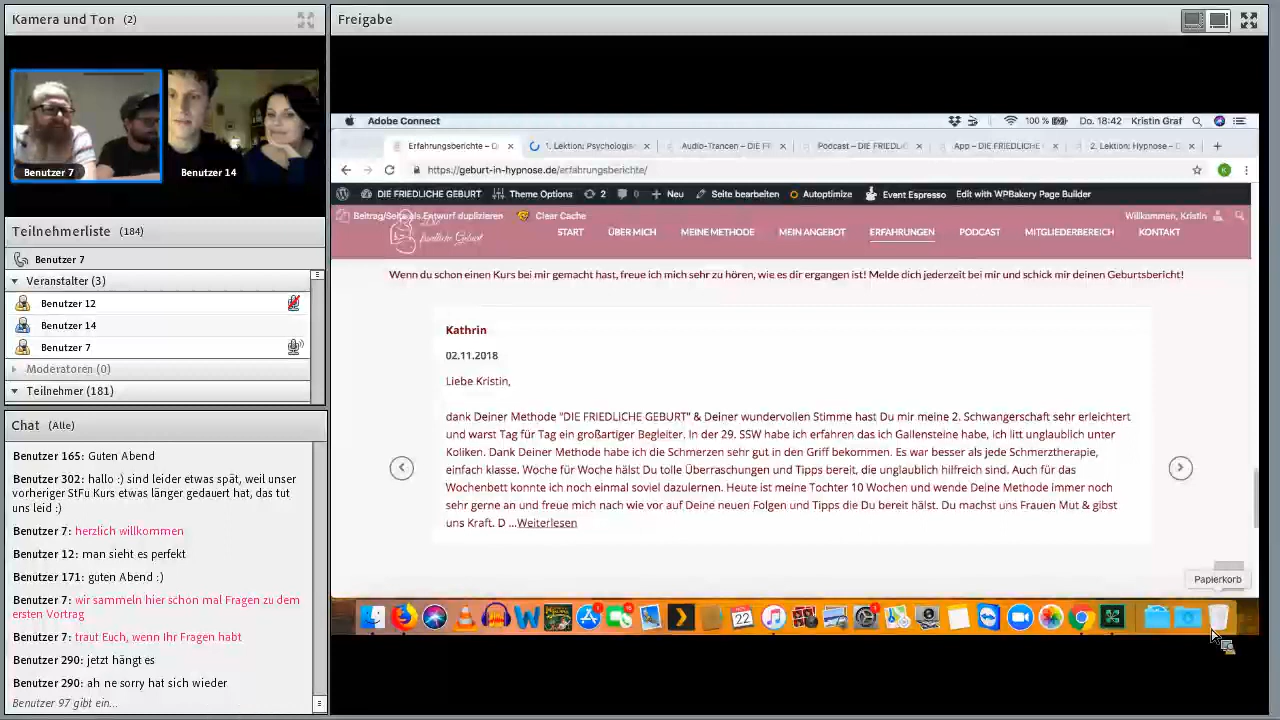 Kamera und Ton (2)
Benutzer 7
Benutzer 14
Teilnehmerliste (184)
Benutzer 7
Veranstalter (3)
Benutzer 12
Benutzer 14
Benutzer 7
Moderatoren (0)
Teilnehmer (181)
Chat (Alle)
Benutzer 165: Guten Abend
Benutzer 302: hallo :) sind leider etwas spät, weil unser
vorheriger StFu Kurs etwas länger gedauert hat, das tut
uns leid :)
Benutzer 7: herzlich willkommen
Benutzer 12: man sieht es perfekt
Benutzer 171: guten Abend :)
Benutzer 7: wir sammeln hier schon mal Fragen zu dem
ersten Vortrag
Benutzer 7: traut Euch, wenn Ihr Fragen habt
Benutzer 290: jetzt hängt es
Benutzer 290: ah ne sorry hat sich wieder
Benutzer 97 gibt ein...
Freigabe
Adobe Connect
100 % Do. 18:42 Kristin Graf
Erfahrungsberichte – D
1. Lektion: Psychologis
Audio-Trancen – DIE FF
Podcast – DIE FRIEDLI
App – DIE FRIEDLICHE
2. Lektion: Hypnose – D
https://geburt-in-hypnose.de/erfahrungsberichte/
K
DIE FRIEDLICHE GEBURT Theme Options 2 0 Neu Seite bearbeiten Autoptimize Event Espresso Edit with WPBakery Page Builder
Beitrag/Seite als Entwurf duplizieren Clear Cache Willkommen, Kristin
friedliche Geburt
START ÜBER MICH MEINE METHODE MEIN ANGEBOT ERFAHRUNGEN PODCAST MITGLIEDERBEREICH KONTAKT
Wenn du schon einen Kurs bei mir gemacht hast, freue ich mich sehr zu hören, wie es dir ergangen ist! Melde dich jederzeit bei mir und schick mir deinen Geburtsbericht!
Kathrin
02.11.2018
Liebe Kristin,
dank Deiner Methode "DIE FRIEDLICHE GEBURT" & Deiner wundervollen Stimme hast Du mir meine 2. Schwangerschaft sehr erleichtert
und warst Tag für Tag ein großartiger Begleiter. In der 29. SSW habe ich erfahren das ich Gallensteine habe, ich litt unglaublich unter
Koliken. Dank Deiner Methode habe ich die Schmerzen sehr gut in den Griff bekommen. Es war besser als jede Schmerztherapie,
einfach klasse. Woche für Woche hälst Du tolle Überraschungen und Tipps bereit, die unglaublich hilfreich sind. Auch für das
Wochenbett konnte ich noch einmal soviel dazulernen. Heute ist meine Tochter 10 Wochen und wende Deine Methode immer noch
sehr gerne an und freue mich nach wie vor auf Deine neuen Folgen und Tipps die Du bereit hälst. Du machst uns Frauen Mut & gibst
uns Kraft. D ...Weiterlesen
Papierkorb
22